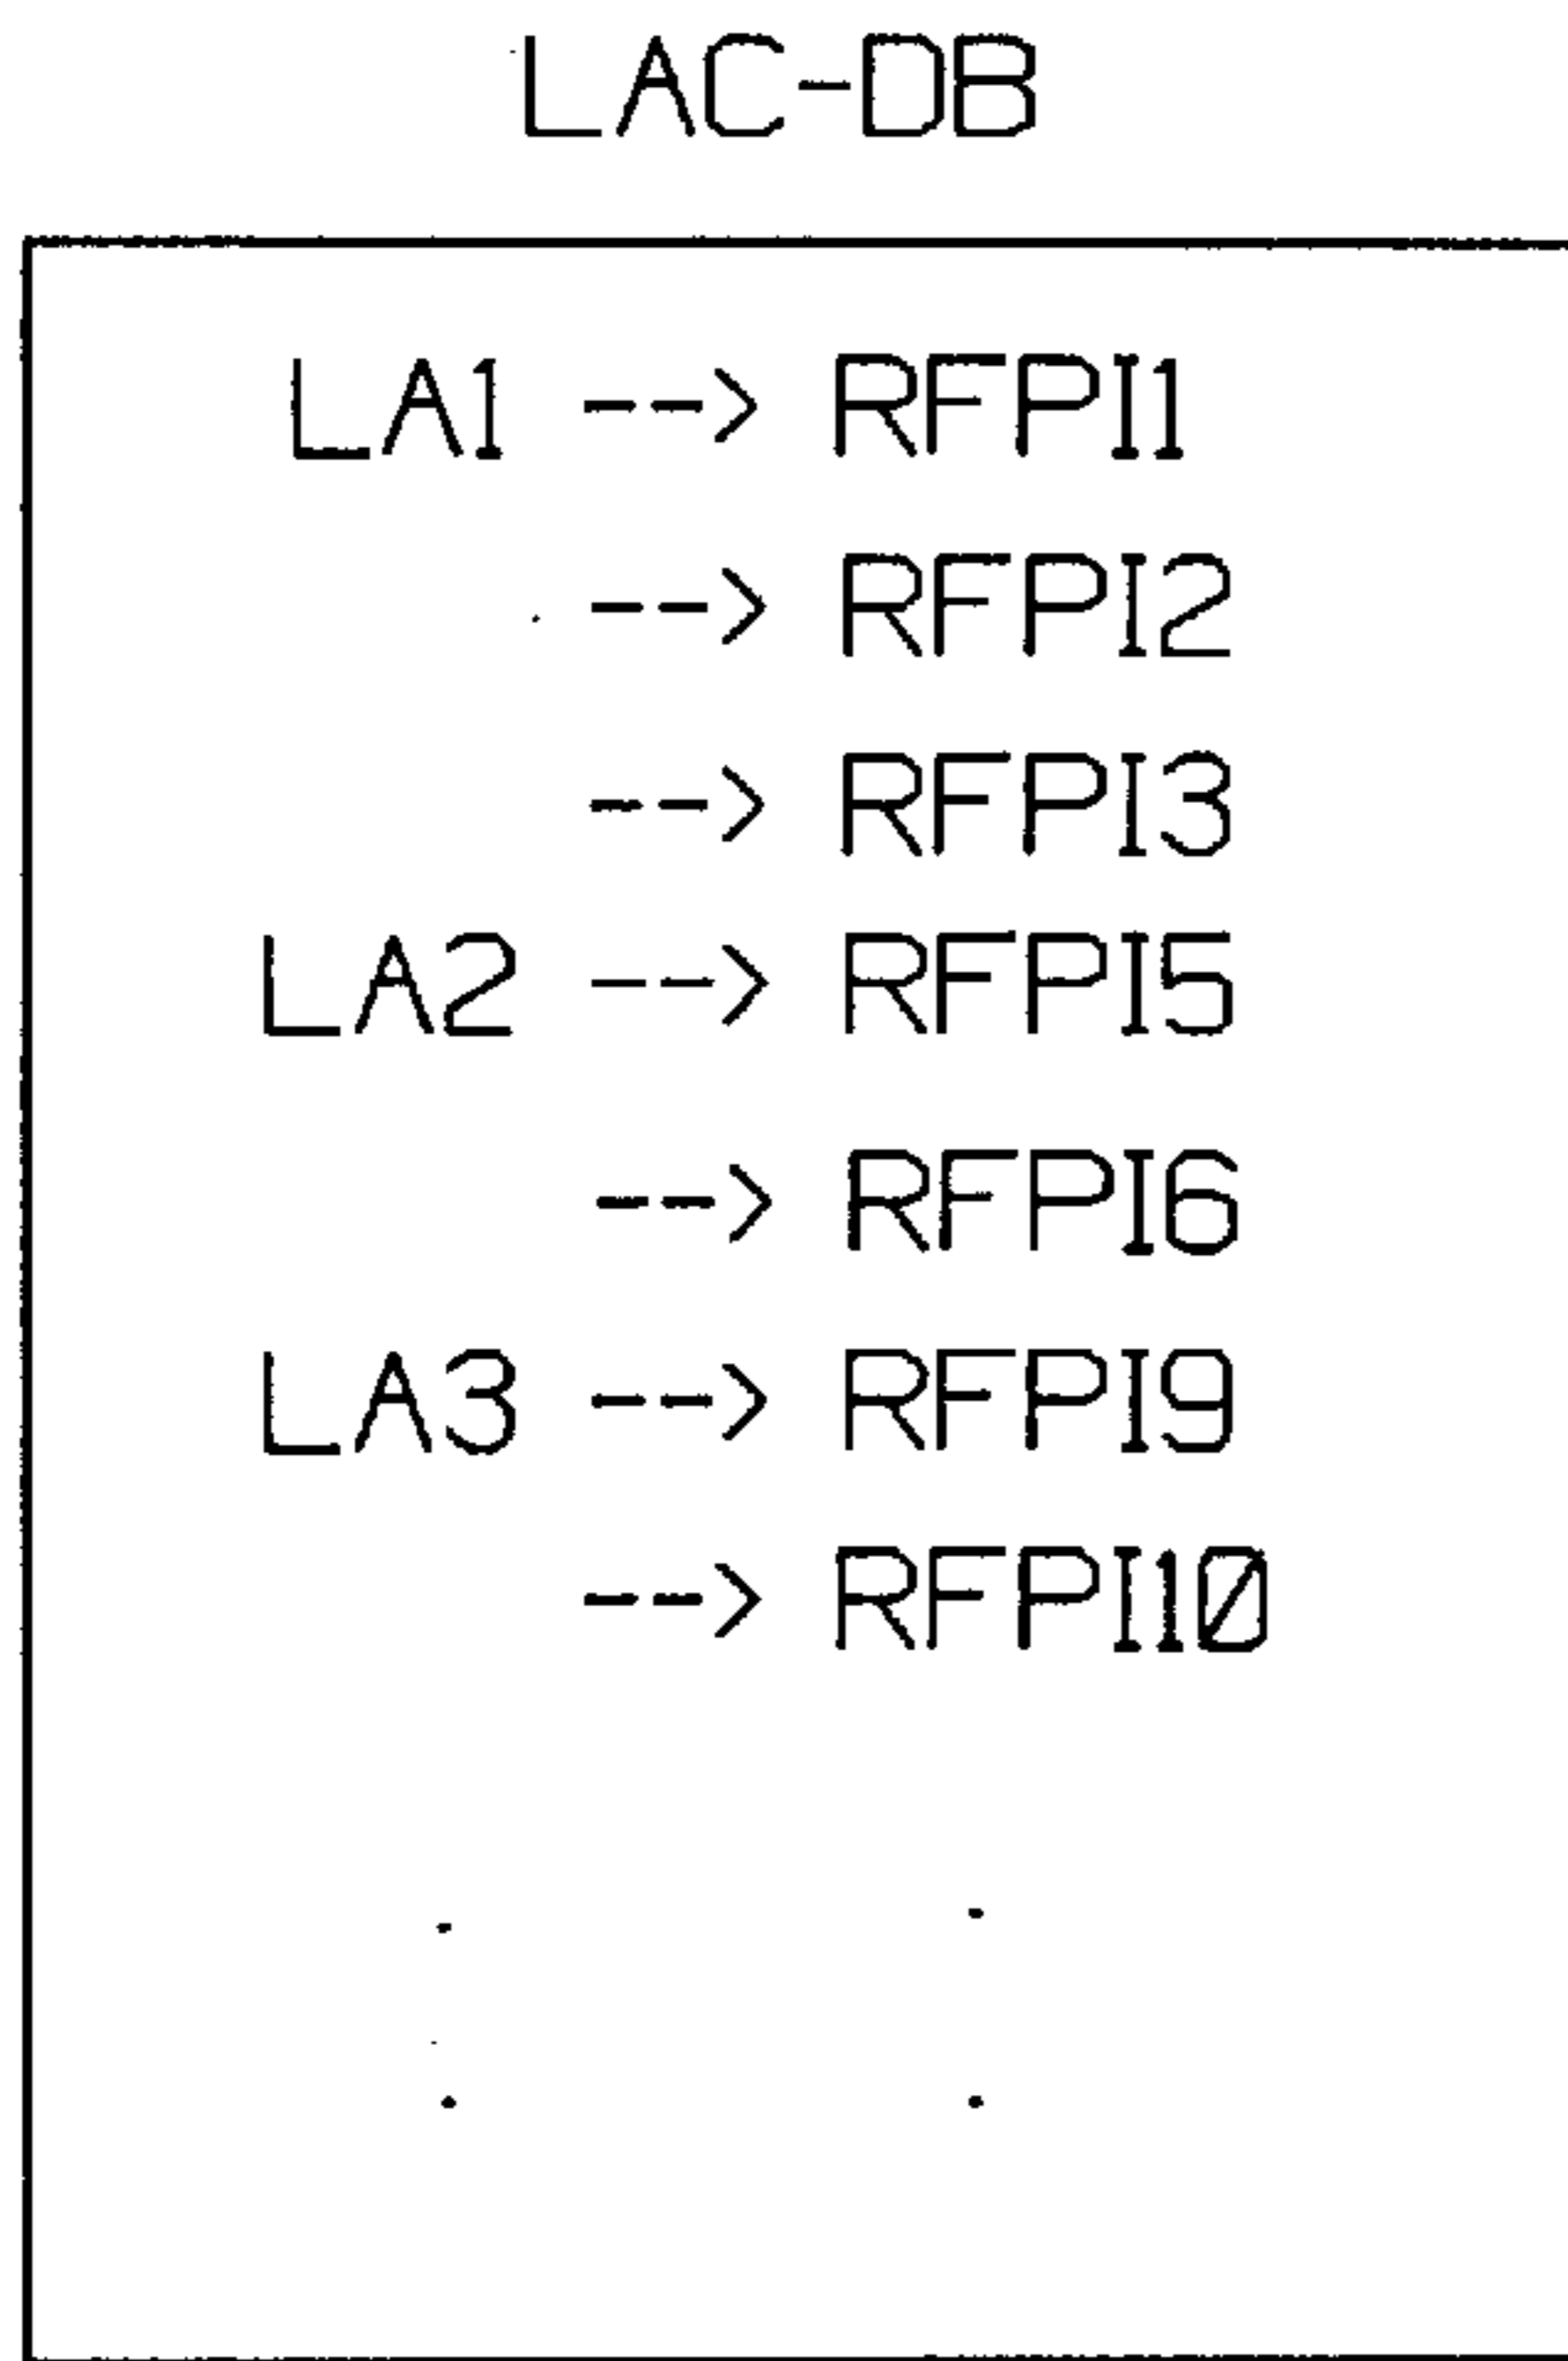 LAC-DB
LA1 --> RFPI1
--> RFPI2
--> RFPI3
LA2 --> RFPI5
--> RFPI6
LA3 --> RFPI9
--> RFPI10
. .
. .